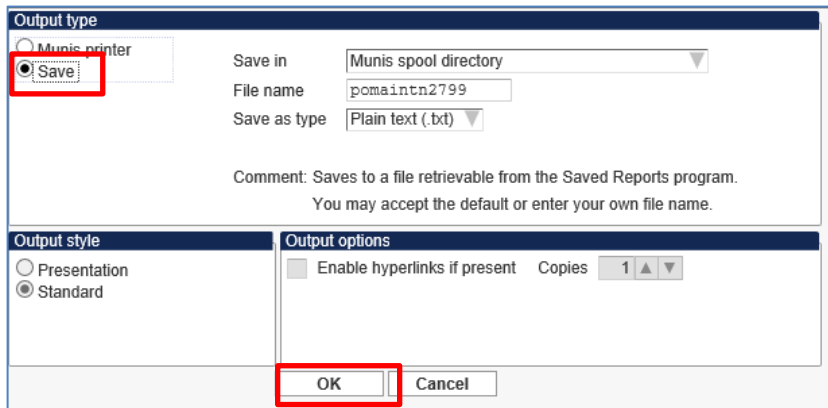 Output type
Munis printer
Save
Save in Munis spool directory
File name pomaintn2799
Save as type Plain text (.txt)
Comment: Saves to a file retrievable from the Saved Reports program.
You may accept the default or enter your own file name.
Output style
Presentation
Standard
Output options
Enable hyperlinks if present Copies 1
OK Cancel